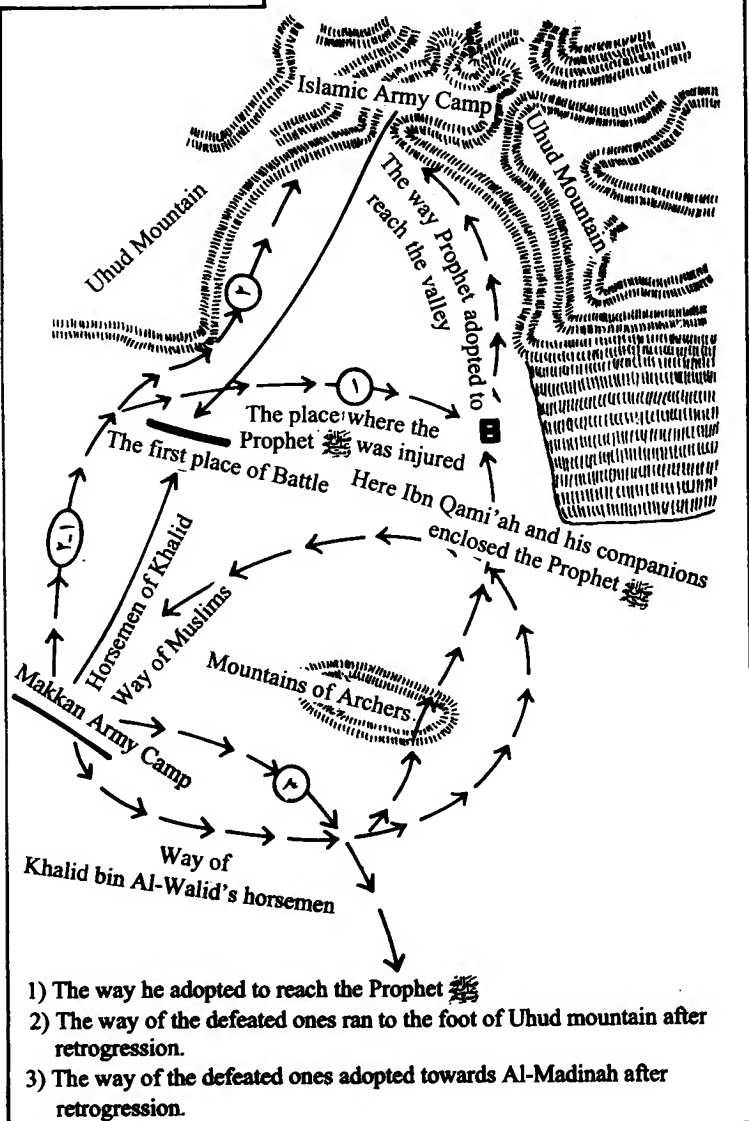 Islamic Army Camp
Uhud Mountain
Uhud Mountain
The way Prophet adopted to
reach the valley
٢
١
The place where the
Prophet ﷺ was injured
The first place of Battle
Here Ibn Qami'ah and his companions
enclosed the Prophet ﷺ
٢-١
Horsemen of Khalid
Way of Muslims
Mountains of Archers
Makkan Army Camp
Way of
Khalid bin Al-Walid's horsemen
1) The way he adopted to reach the Prophet ﷺ
2) The way of the defeated ones ran to the foot of Uhud mountain after
retrogression.
3) The way of the defeated ones adopted towards Al-Madinah after
retrogression.